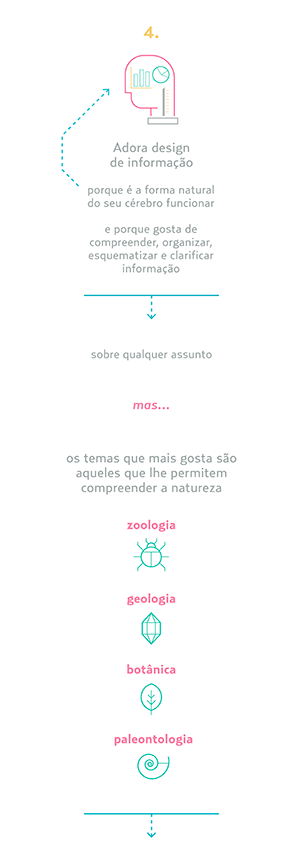 4.
Adora design
de informação
porque é a forma natural
do seu cérebro funcionar
e porque gosta de
compreender, organizar,
esquematizar e clarificar
informação
sobre qualquer assunto
mas...
os temas que mais gosta são
aqueles que lhe permitem
compreender a natureza
zoologia
geologia
botânica
paleontologia